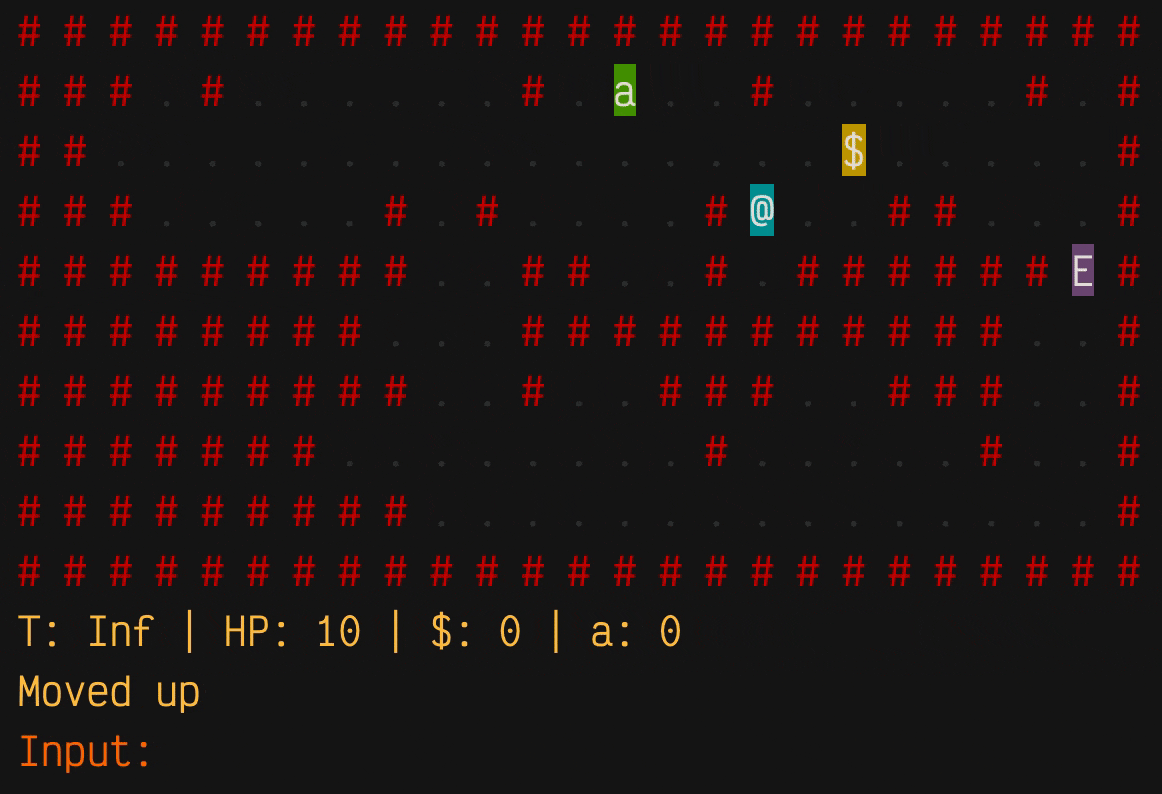 # # # # # # # # # # # # # # # # # # # # # # # # #
# # # . # . . . . . . # . a . . # . . . . . # . #
# # . . . . . . . . . . . . . . . . $ . . . . . #
# # # . . . . . # . # . . . . # @ . . # # . . . #
# # # # # # # # # . . # # . . # . # # # # # # E #
# # # # # # # # . . . # # # # # # # # # # # . . #
# # # # # # # # # . . # . . # # # . . # # # . . #
# # # # # # # . . . . . . . . # . . . . . # . . #
# # # # # # # # # . . . . . . . . . . . . . . . #
# # # # # # # # # # # # # # # # # # # # # # # # #
T: Inf | HP: 10 | $: 0 | a: 0
Moved up
Input: